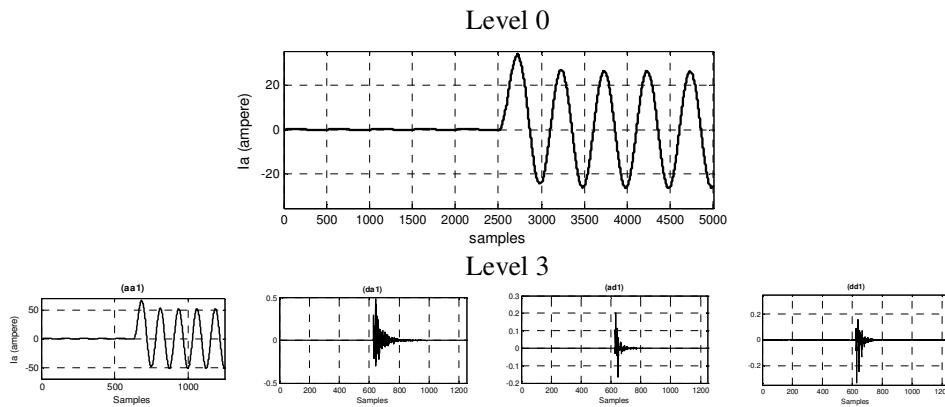 Level 0
Ia (ampere)
20
0
-20
0 500 1000 1500 2000 2500 3000 3500 4000 4500 5000
samples
Level 3
(aa1)
Ia (ampere)
50
0
-50
0 500 1000
Samples
(da1)
0.5
0
-0.5
0 200 400 600 800 1000 1200
Samples
(ad1)
0.3
0.2
0.1
0
-0.1
-0.2
0 200 400 600 800 1000 1200
Samples
(dd1)
0.2
0
-0.2
0 200 400 600 800 1000 1200
Samples